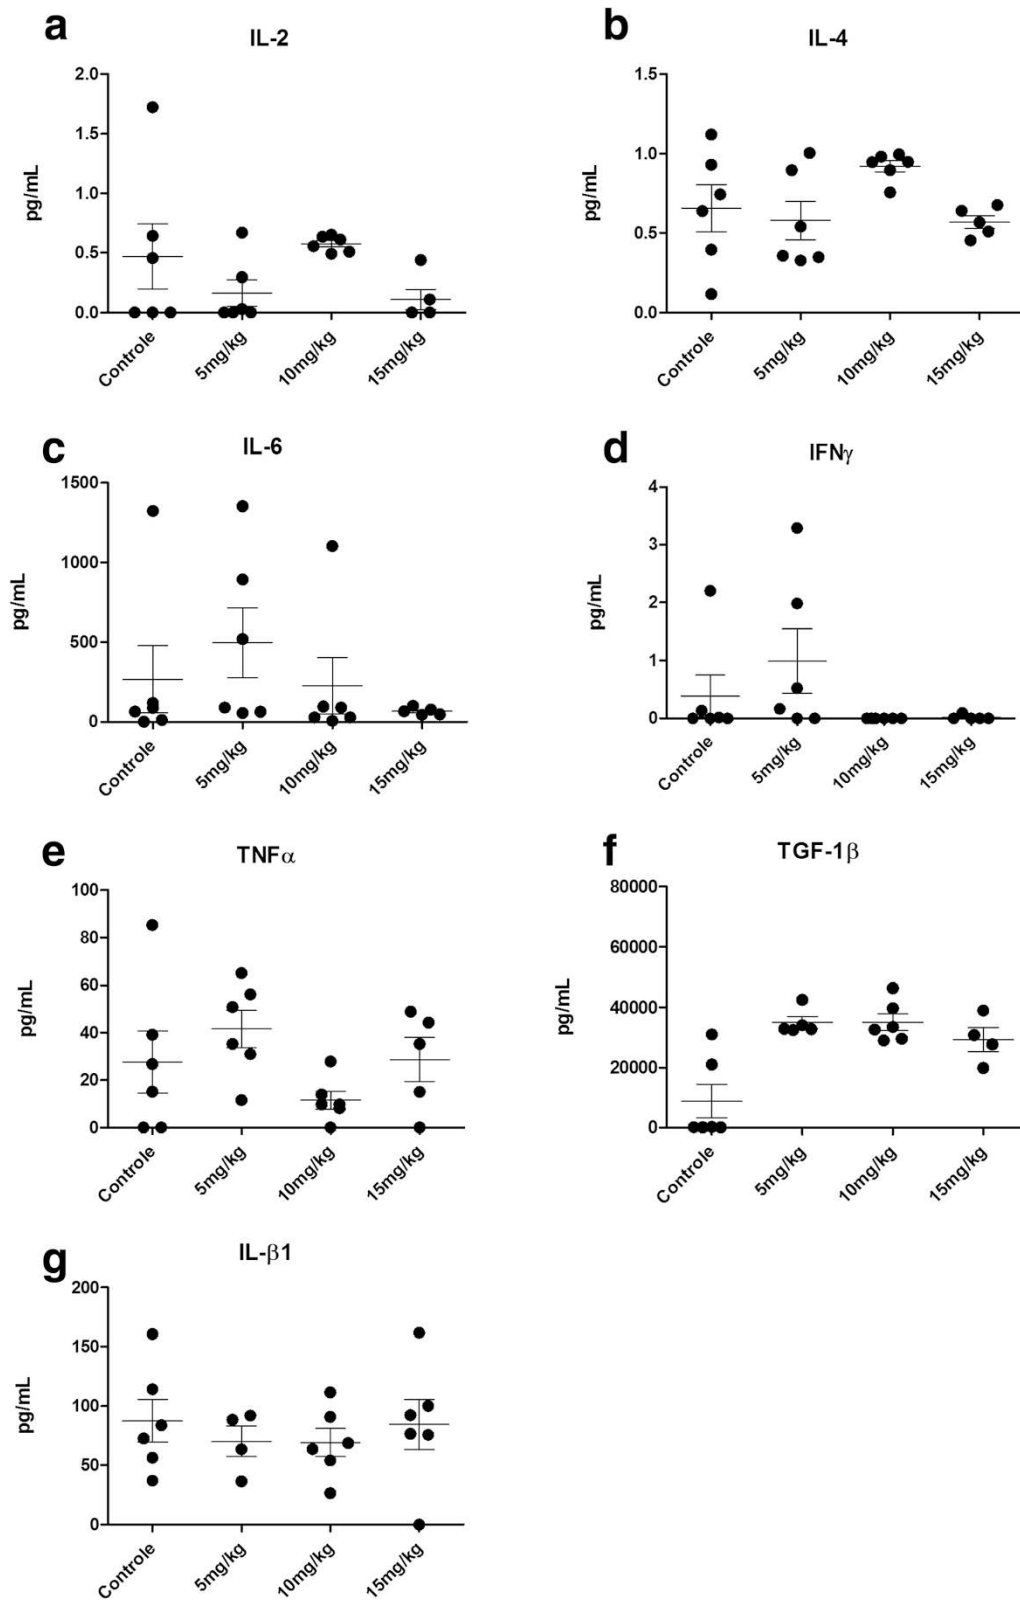 a
IL-2
pg/mL
2.0
1.5
1.0
0.5
0.0
Controle
5mg/kg
10mg/kg
15mg/kg
b
IL-4
pg/mL
1.5
1.0
0.5
0.0
Controle
5mg/kg
10mg/kg
15mg/kg
c
IL-6
pg/mL
1500
1000
500
0
Controle
5mg/kg
10mg/kg
15mg/kg
d
IFNγ
pg/mL
4
3
2
1
0
Controle
5mg/kg
10mg/kg
15mg/kg
e
TNFα
pg/mL
100
80
60
40
20
0
Controle
5mg/kg
10mg/kg
15mg/kg
f
TGF-1β
pg/mL
80000
60000
40000
20000
0
Controle
5mg/kg
10mg/kg
15mg/kg
g
IL-β1
pg/mL
200
150
100
50
0
Controle
5mg/kg
10mg/kg
15mg/kg